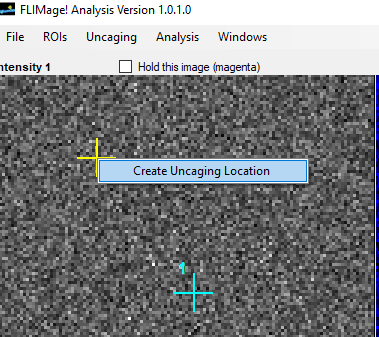 FLIMage! Analysis Version 1.0.1.0
File ROIs Uncaging Analysis Windows
ntensity 1 Hold this image (magenta)
Create Uncaging Location
1